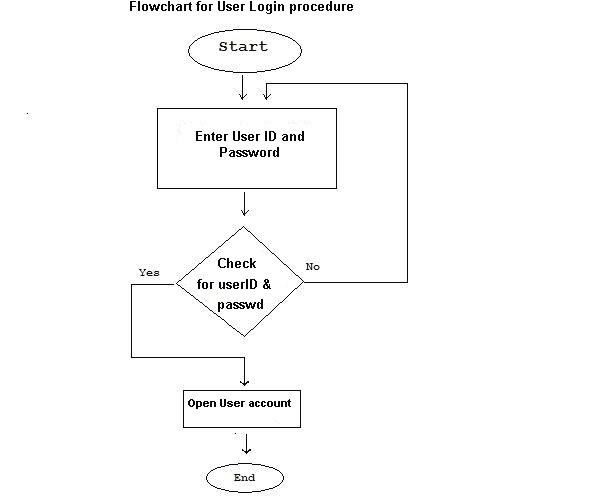 Flowchart for User Login procedure
Start
Enter User ID and
Password
Check
for userID &
passwd
Yes
No
Open User account
End